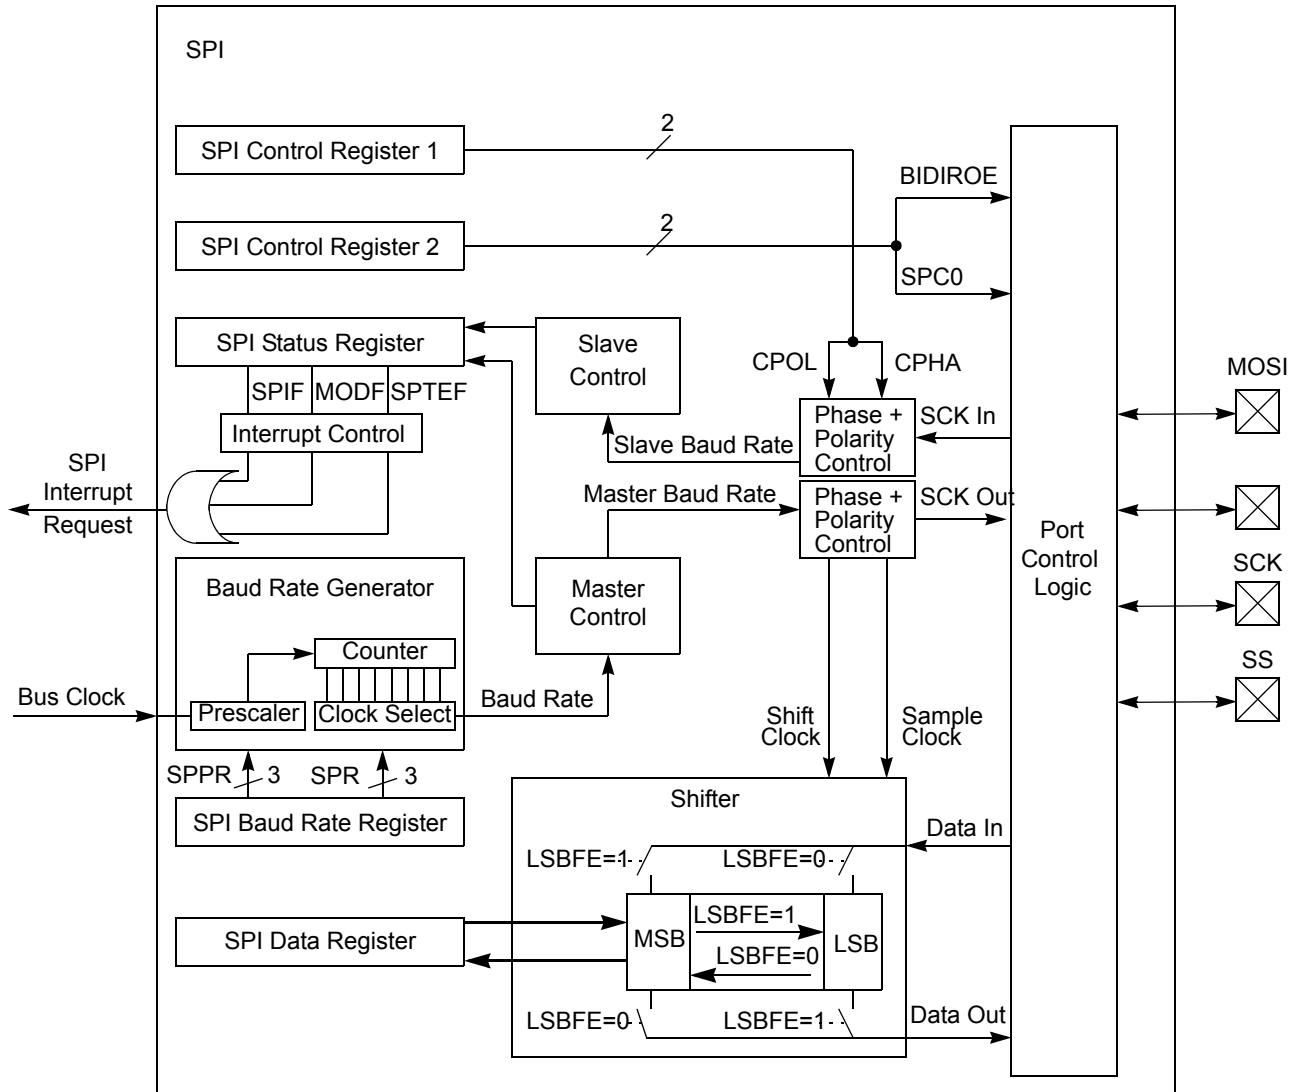 SPI
SPI Control Register 1
2
BIDIROE
SPI Control Register 2
2
SPC0
SPI Status Register
Slave
Control
CPOL
CPHA
MOSI
SPIF
MODF
SPTEF
Interrupt Control
Phase +
Polarity
Control
SCK In
Slave Baud Rate
SPI
Interrupt
Request
Master Baud Rate
Phase +
Polarity
Control
SCK Out
Port
Control
Logic
SCK
Baud Rate Generator
Master
Control
Counter
SS
Bus Clock
Prescaler
Clock Select
Baud Rate
Shift
Clock
Sample
Clock
SPPR
3
SPR
3
SPI Baud Rate Register
Shifter
Data In
LSBFE=1
LSBFE=0
SPI Data Register
MSB
LSBFE=1
LSBFE=0
LSB
LSBFE=0
LSBFE=1
Data Out